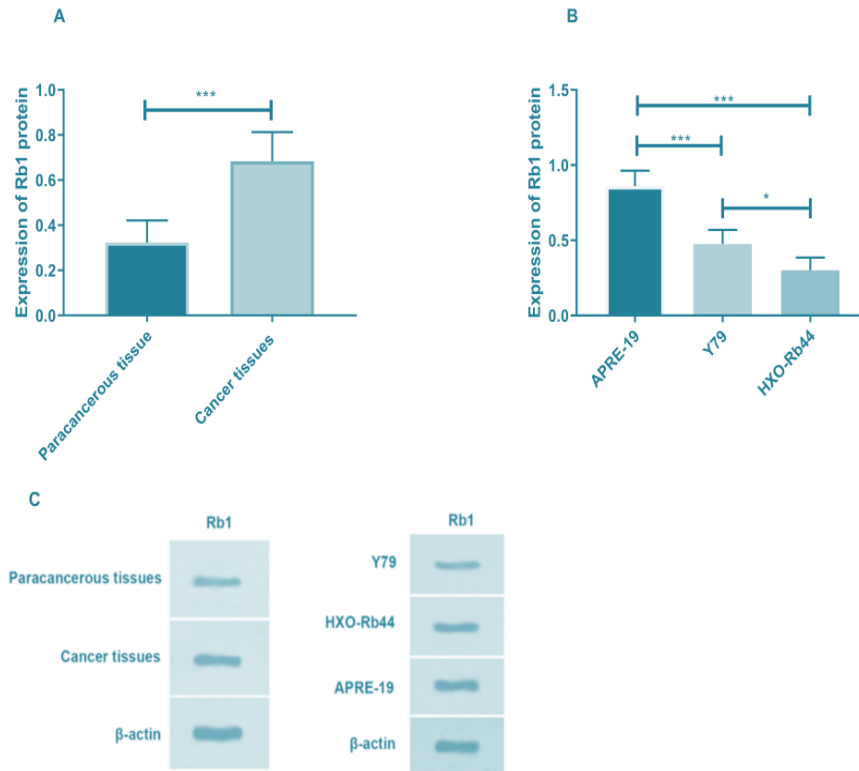 A
Expression of Rb1 protein
1.0
0.8
0.6
0.4
0.2
0.0
***
Paracancerous tissue
Cancer tissues
B
Expression of Rb1 protein
1.5
1.0
0.5
0.0
***
***
*
APRE-19
Y79
HXO-Rb44
C
Rb1
Paracancerous tissues
Cancer tissues
β-actin
Rb1
Y79
HXO-Rb44
APRE-19
β-actin